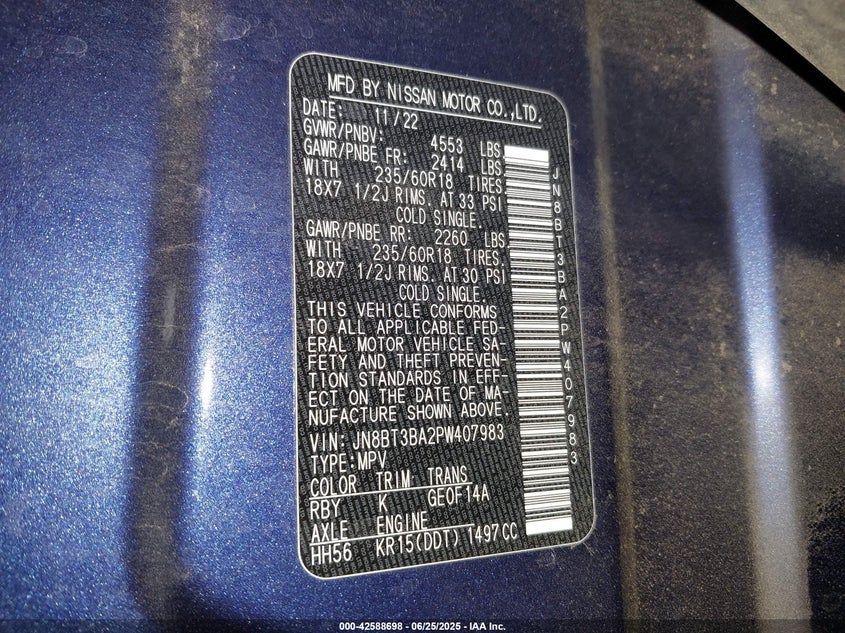 MFD BY NISSAN MOTOR CO.,LTD.
DATE: 11/22
GVWR/PNBV: 4553 LBS
GAWR/PNBE FR: 2414 LBS
WITH 235/60R18 TIRES.
18X7 1/2J RIMS. AT 33 PSI
COLD SINGLE.
GAWR/PNBE RR: 2260 LBS.
WITH 235/60R18 TIRES.
18X7 1/2J RIMS. AT 30 PSI
COLD SINGLE.
THIS VEHICLE CONFORMS
TO ALL APPLICABLE FED-
ERAL MOTOR VEHICLE SA-
FETY AND THEFT PREVEN-
TION STANDARDS IN EFF-
ECT ON THE DATE OF MA-
NUFACTURE SHOWN ABOVE.
VIN: JN8BT3BA2PW407983
TYPE:MPV
COLOR TRIM TRANS
RBY K GE0F14A
AXLE ENGINE
HH56 KR15(DDT) 1497CC
JN8BT3BA2PW407983
000-42588698 - 06/25/2025 - IAA Inc.